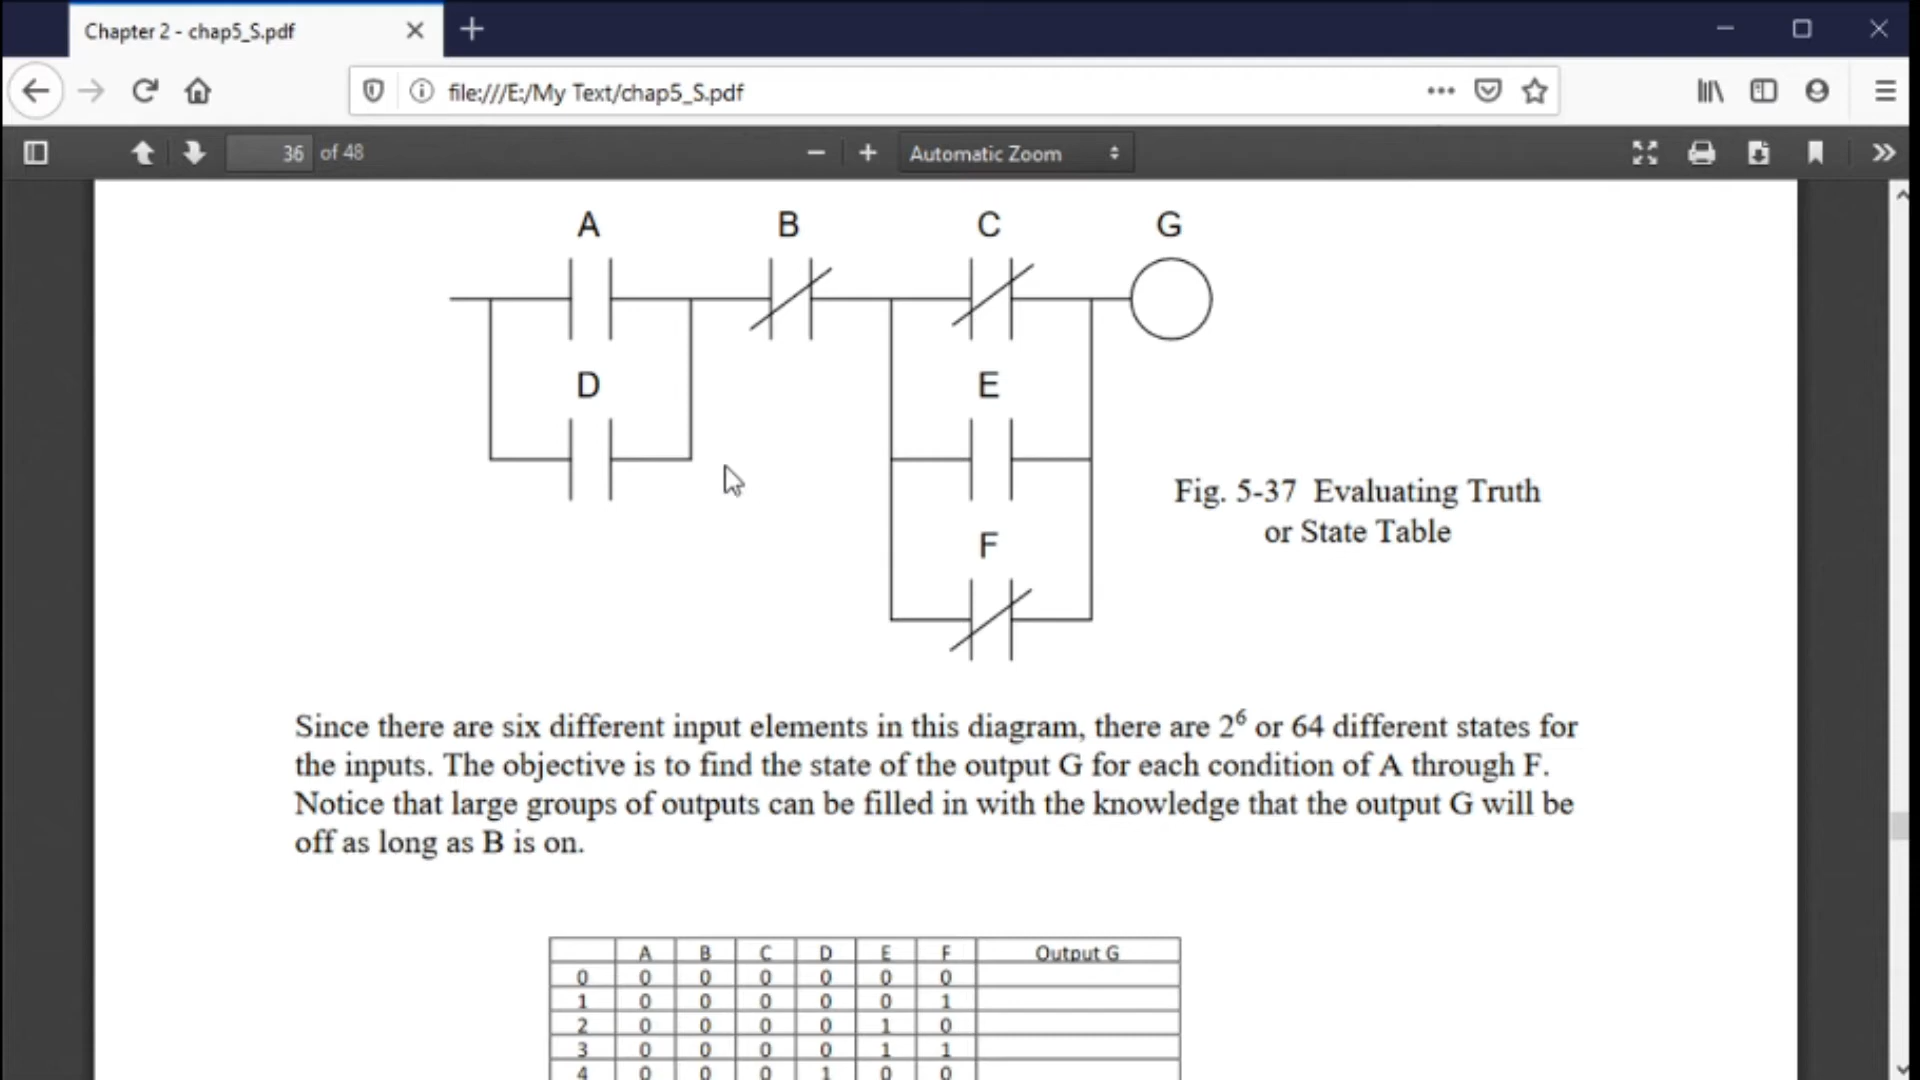 Chapter 2 - chap5_S.pdf
file:///E:/My Text/chap5_S.pdf
36 of 48
Automatic Zoom
A B C G
D E
F
Fig. 5-37 Evaluating Truth
or State Table
Since there are six different input elements in this diagram, there are 2⁶ or 64 different states for
the inputs. The objective is to find the state of the output G for each condition of A through F.
Notice that large groups of outputs can be filled in with the knowledge that the output G will be
off as long as B is on.
A B C D E F Output G
0 0 0 0 0 0 0
1 0 0 0 0 0 1
2 0 0 0 0 1 0
3 0 0 0 0 1 1
4 0 0 0 1 0 0